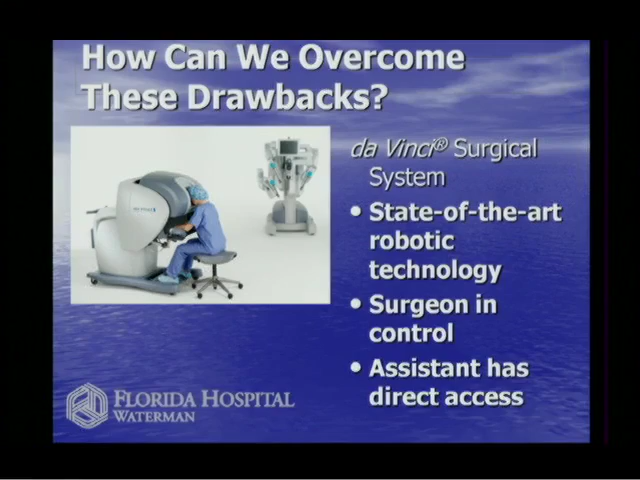 How Can We Overcome
These Drawbacks?
da Vinci® Surgical
System
• State-of-the-art
robotic
technology
• Surgeon in
control
• Assistant has
direct access
FLORIDA HOSPITAL
WATERMAN